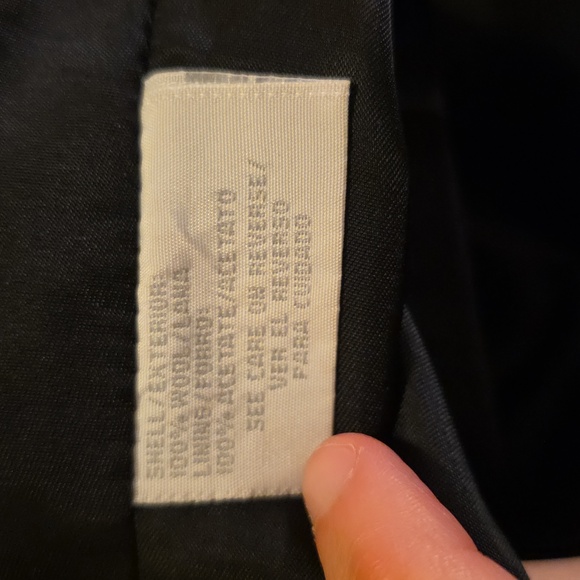 SHELL/EXTERIOR:
100% WOOL/LANA
LINING/FORRO:
100% ACETATE/ACETATO
SEE CARE ON REVERSE/
VER EL REVERSO
PARA CUIDADO